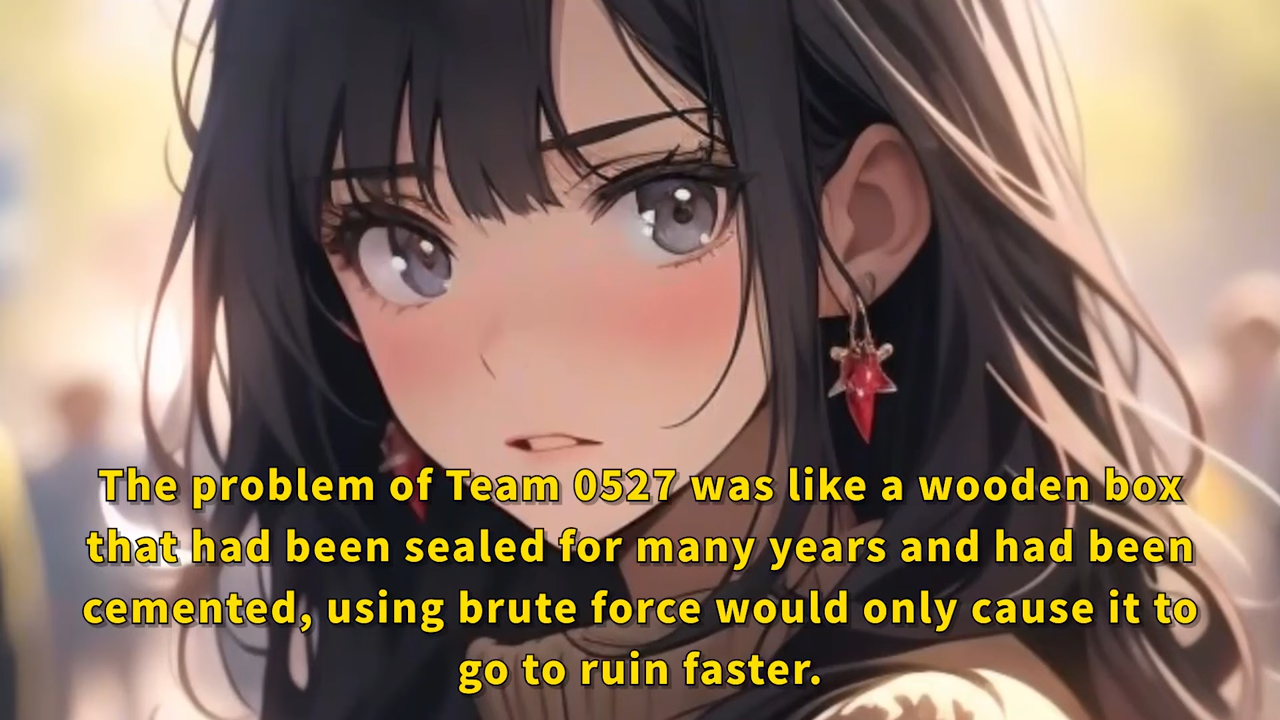 The problem of Team 0527 was like a wooden box
that had been sealed for many years and had been
cemented, using brute force would only cause it to
go to ruin faster.